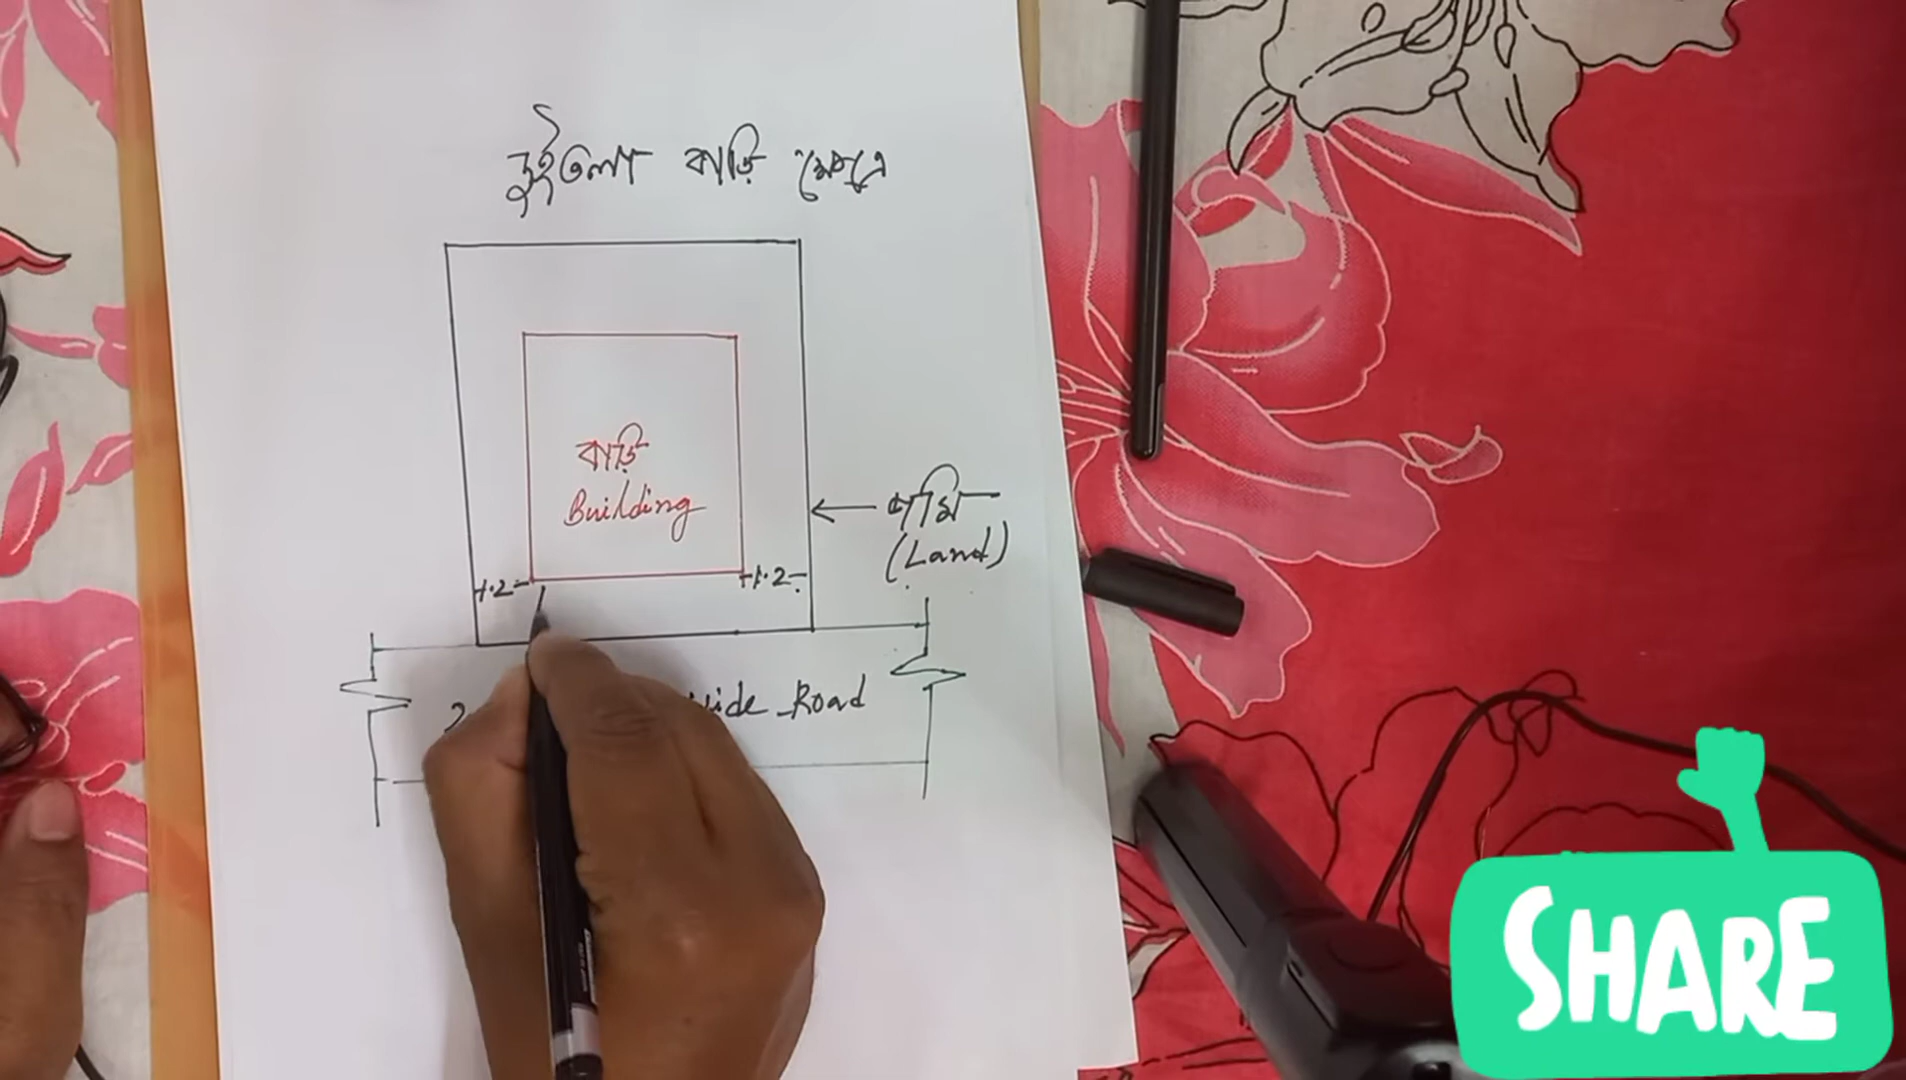 দুইতলা বাড়ি ক্ষেত্রে
বাড়ি
Building
জমি
(Land)
1.2
1.2
wide Road
SHARE